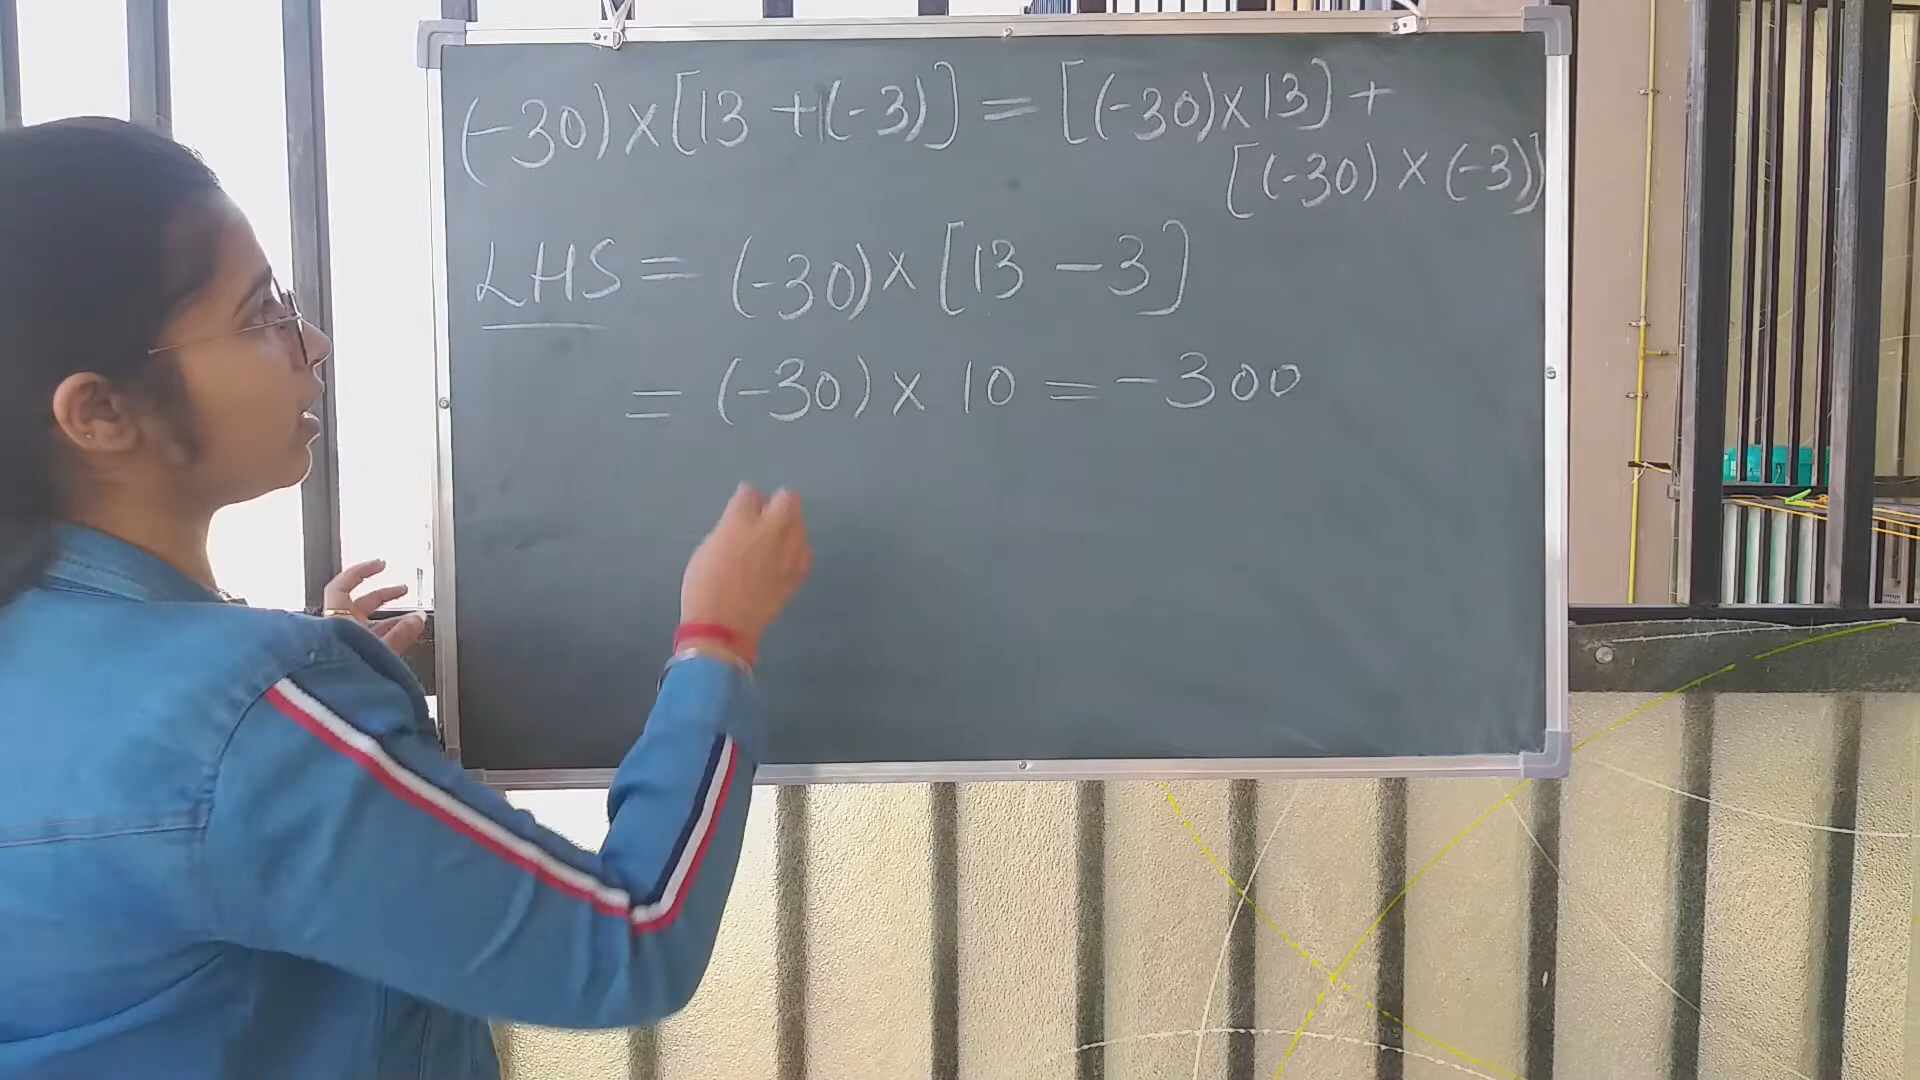 (-30) × [13 + (-3)] = [(-30) × 13] +
[(-30) × (-3)]
LHS = (-30) × [13 - 3]
= (-30) × 10 = -300